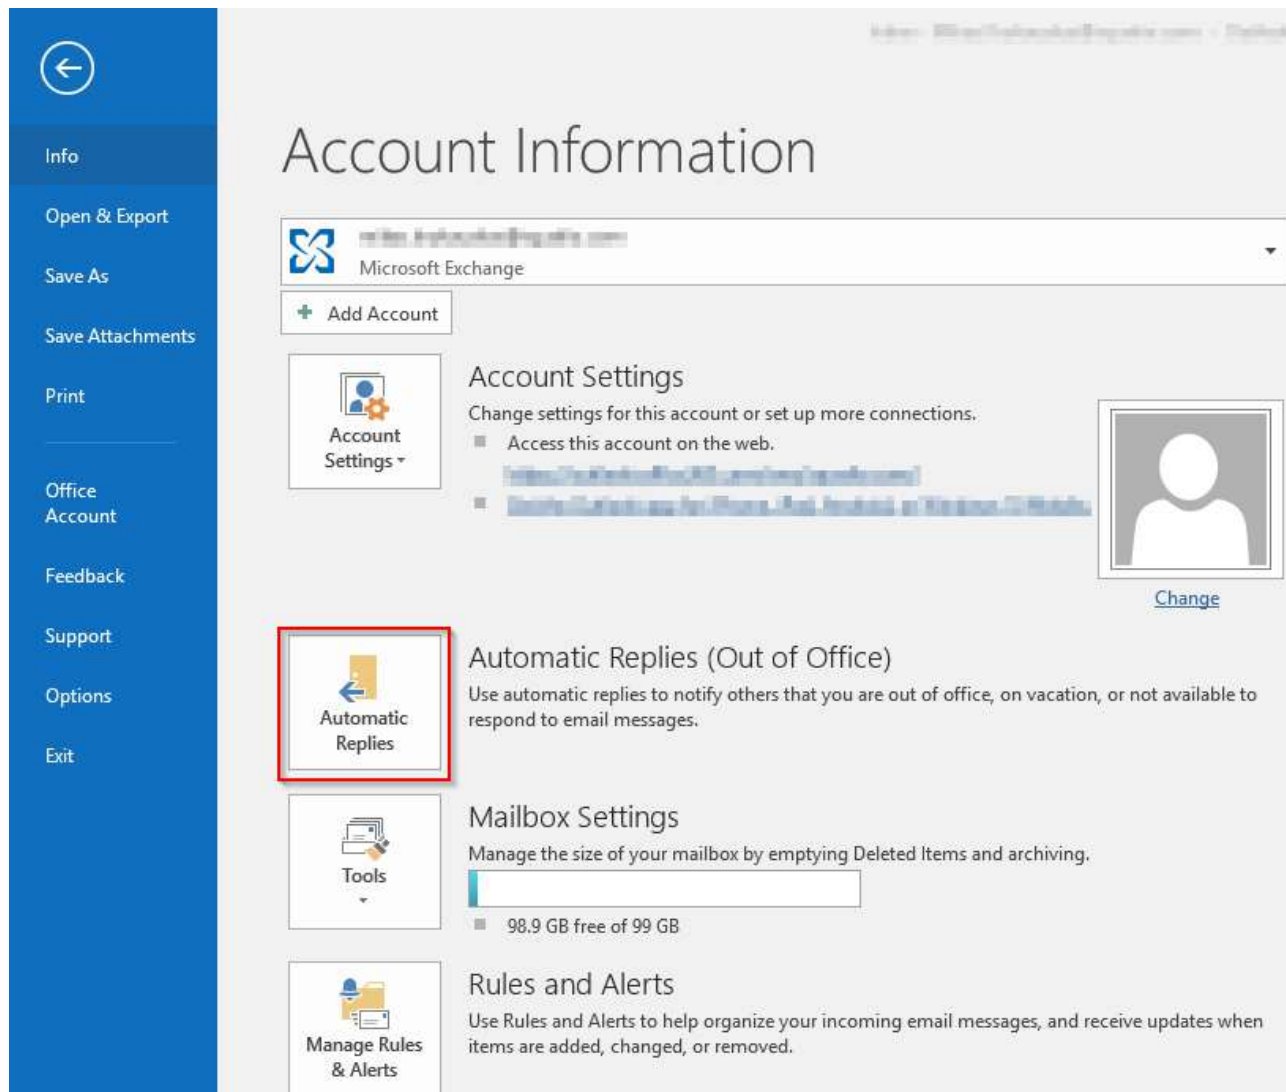 Info
Open & Export
Save As
Save Attachments
Print
Office
Account
Feedback
Support
Options
Exit
Account Information
Microsoft Exchange
Add Account
Account
Settings
Account Settings
Change settings for this account or set up more connections.
Access this account on the web.
Change
Automatic
Replies
Automatic Replies (Out of Office)
Use automatic replies to notify others that you are out of office, on vacation, or not available to
respond to email messages.
Tools
Mailbox Settings
Manage the size of your mailbox by emptying Deleted Items and archiving.
98.9 GB free of 99 GB
Manage Rules
& Alerts
Rules and Alerts
Use Rules and Alerts to help organize your incoming email messages, and receive updates when
items are added, changed, or removed.